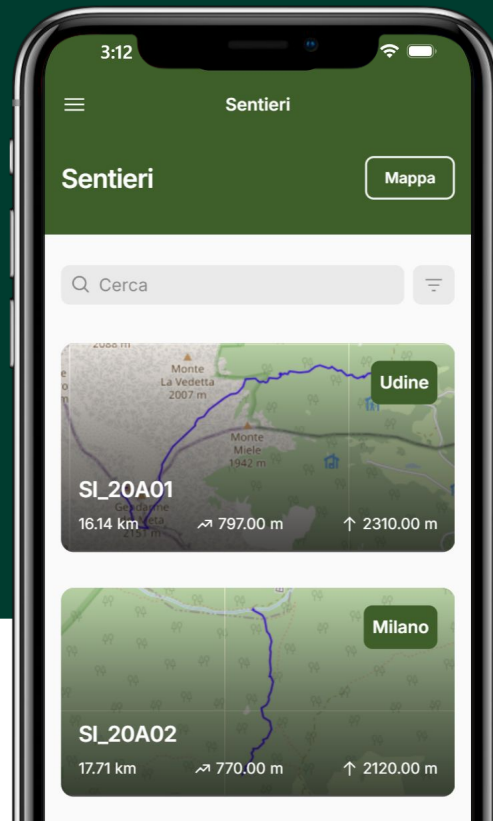 3:12
Sentieri
Sentieri
Mappa
Cerca
2088 m
Monte
La Vedetta
2007 m
Udine
Monte
Miele
1942 m
SI_20A01
2151 m
16.14 km
797.00 m
↑ 2310.00 m
Milano
SI_20A02
17.71 km
770.00 m
↑ 2120.00 m